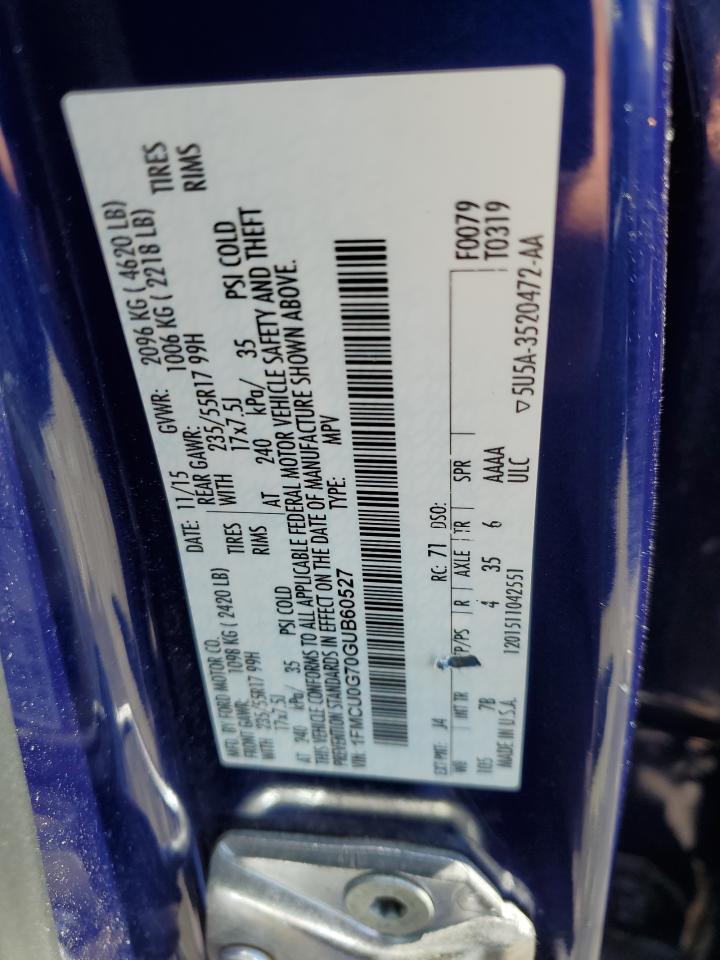 MFG. BY FORD MOTOR CO.
DATE: 11/15 GVWR: 2096 KG ( 4620 LB)
FRONT GAWR: 1098 KG ( 2420 LB) REAR GAWR: 1006 KG ( 2218 LB)
WITH 235/55R17 99H TIRES WITH 235/55R17 99H TIRES
17x7.5J RIMS 17x7.5J RIMS
AT 240 kPa/ 35 PSI COLD AT 240 kPa/ 35 PSI COLD
THIS VEHICLE CONFORMS TO ALL APPLICABLE FEDERAL MOTOR VEHICLE SAFETY AND THEFT
PREVENTION STANDARDS IN EFFECT ON THE DATE OF MANUFACTURE SHOWN ABOVE.
VIN: 1FMCU0G70GUB60527 TYPE: MPV
F0079
T0319
EXT PNT: J4 RC: 71 DSO:
WB INT TR TP/PS R AXLE TR SPR
105 7B 4 35 6 AAAA
ULC
MADE IN U.S.A. 1201511042551
▽5U5A-3520472-AA